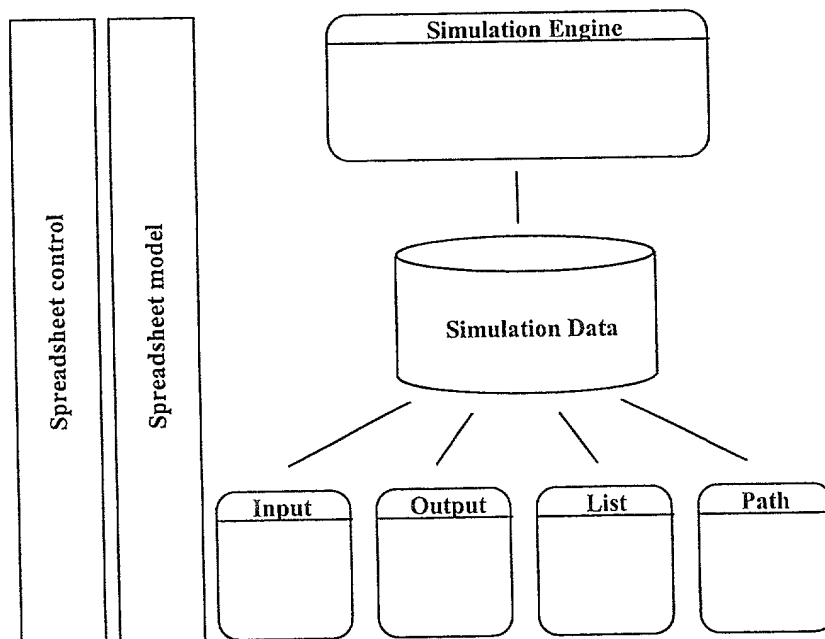 Spreadsheet control
Spreadsheet model
Simulation Engine
Simulation Data
Input
Output
List
Path